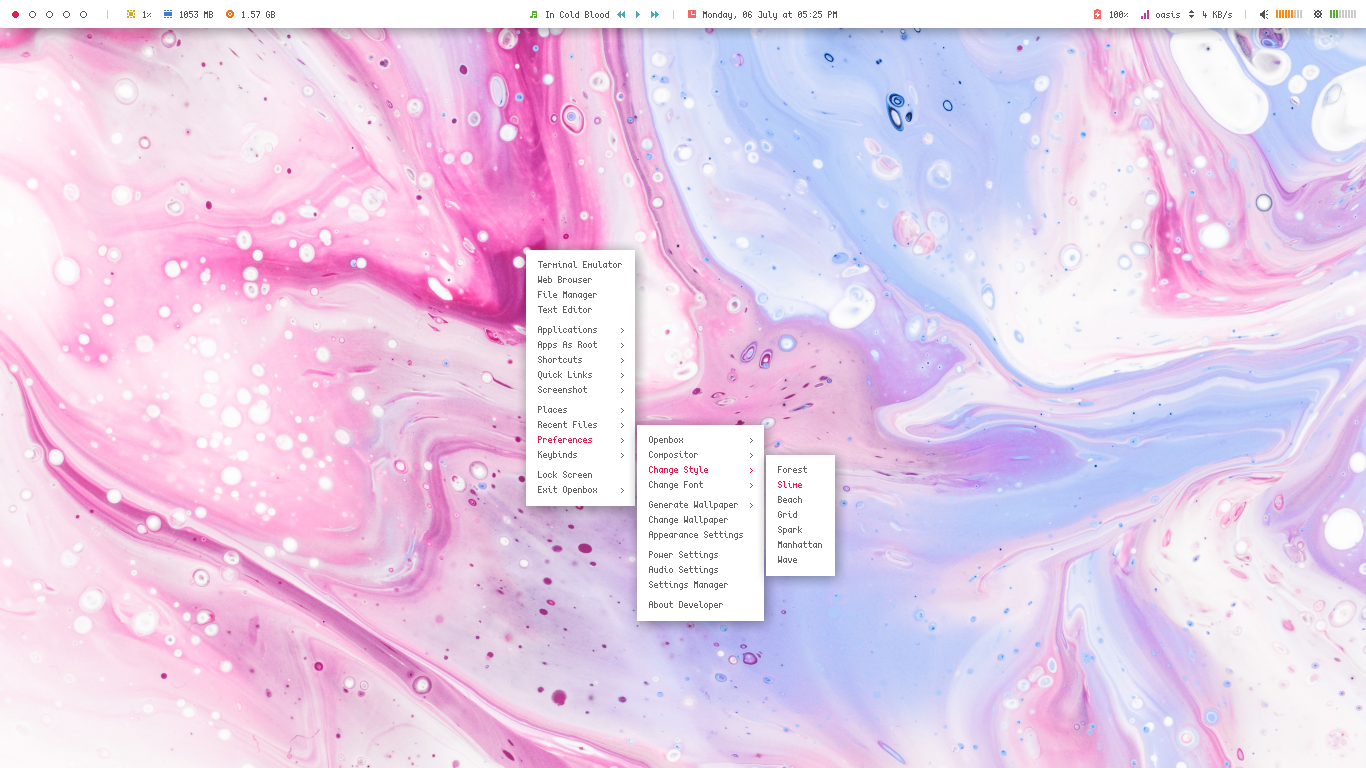 1% 1053 MB 1.57 GB In Cold Blood Monday, 06 July at 05:25 PM 100% oasis 4 KB/s
Terminal Emulator
Web Browser
File Manager
Text Editor
Applications
Apps As Root
Shortcuts
Quick Links
Screenshot
Places
Recent Files
Preferences
Keybinds
Lock Screen
Exit Openbox
Openbox
Compositor
Change Style
Change Font
Generate Wallpaper
Change Wallpaper
Appearance Settings
Power Settings
Audio Settings
Settings Manager
About Developer
Forest
Slime
Beach
Grid
Spark
Manhattan
Wave